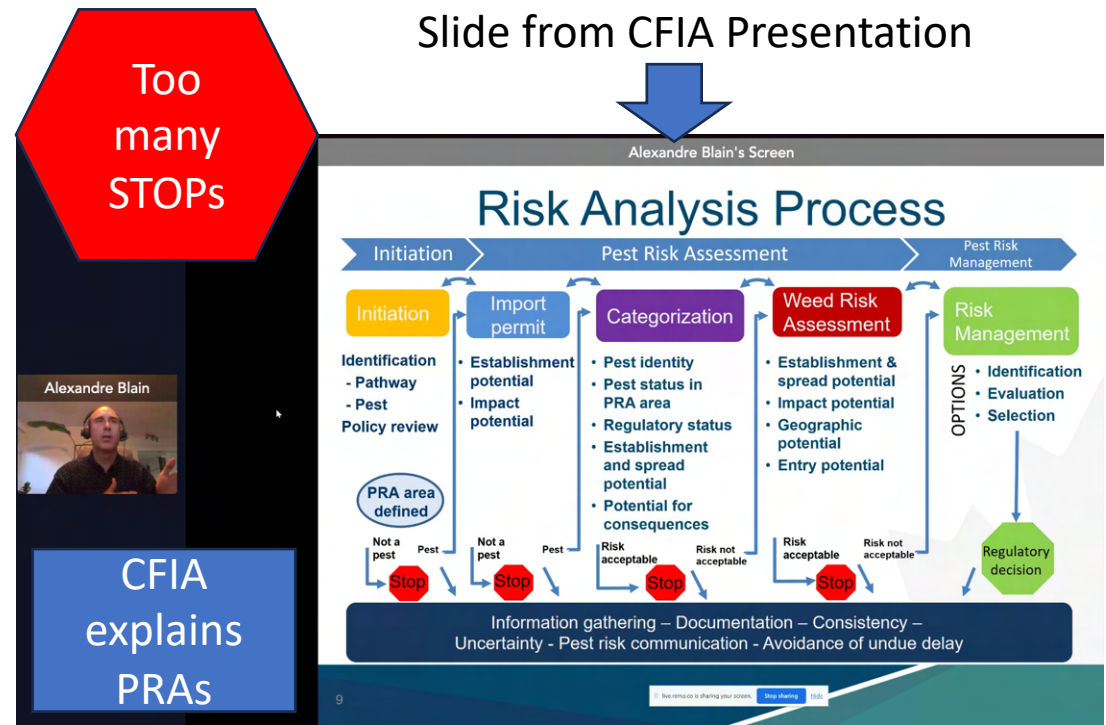 Too
many
STOPs
Slide from CFIA Presentation
Alexandre Blain's Screen
Risk Analysis Process
Initiation
Pest Risk Assessment
Pest Risk
Management
Initiation
Identification
- Pathway
- Pest
Policy review
PRA area
defined
Not a
pest
Pest
Stop
Import
permit
• Establishment
potential
• Impact
potential
Not a
pest
Pest
Stop
Categorization
• Pest identity
• Pest status in
PRA area
• Regulatory status
• Establishment
and spread
potential
• Potential for
consequences
Risk
acceptable
Risk not
acceptable
Stop
Weed Risk
Assessment
• Establishment &
spread potential
• Impact potential
• Geographic
potential
• Entry potential
Risk
acceptable
Risk not
acceptable
Stop
Risk
Management
OPTIONS
• Identification
• Evaluation
• Selection
Regulatory
decision
Information gathering – Documentation – Consistency –
Uncertainty - Pest risk communication - Avoidance of undue delay
9
live.remo.co is sharing your screen.
Stop sharing
Hide
Alexandre Blain
CFIA
explains
PRAs